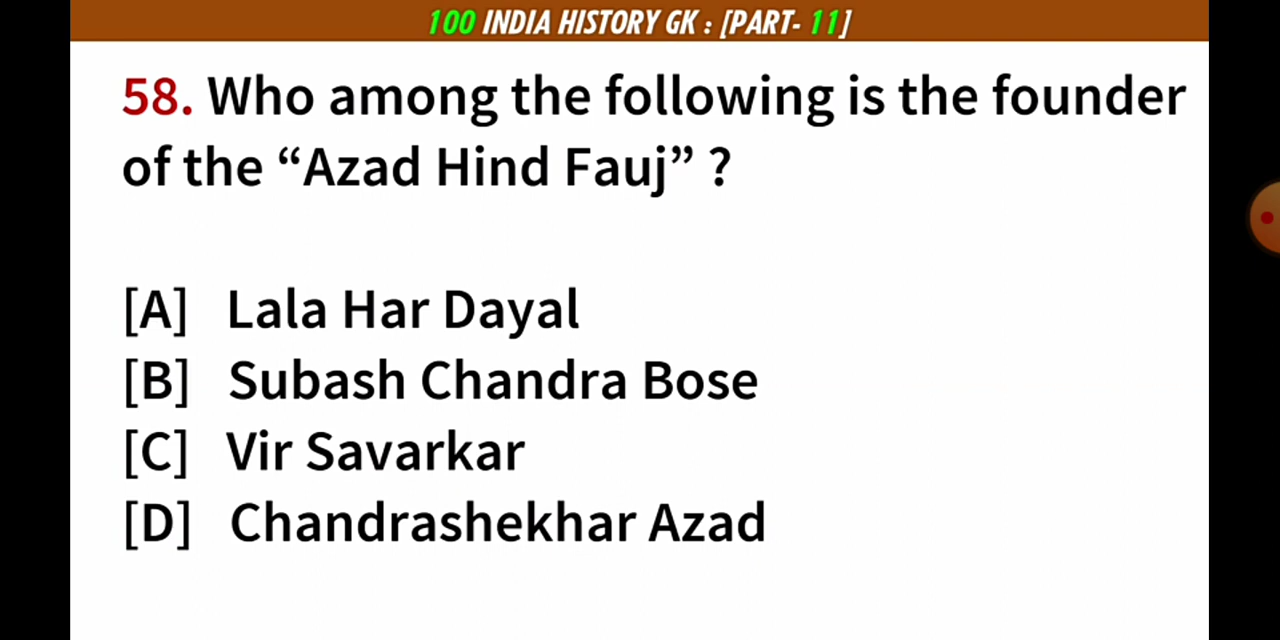 100 INDIA HISTORY GK : [PART- 11]
58. Who among the following is the founder
of the “Azad Hind Fauj” ?
[A] Lala Har Dayal
[B] Subash Chandra Bose
[C] Vir Savarkar
[D] Chandrashekhar Azad